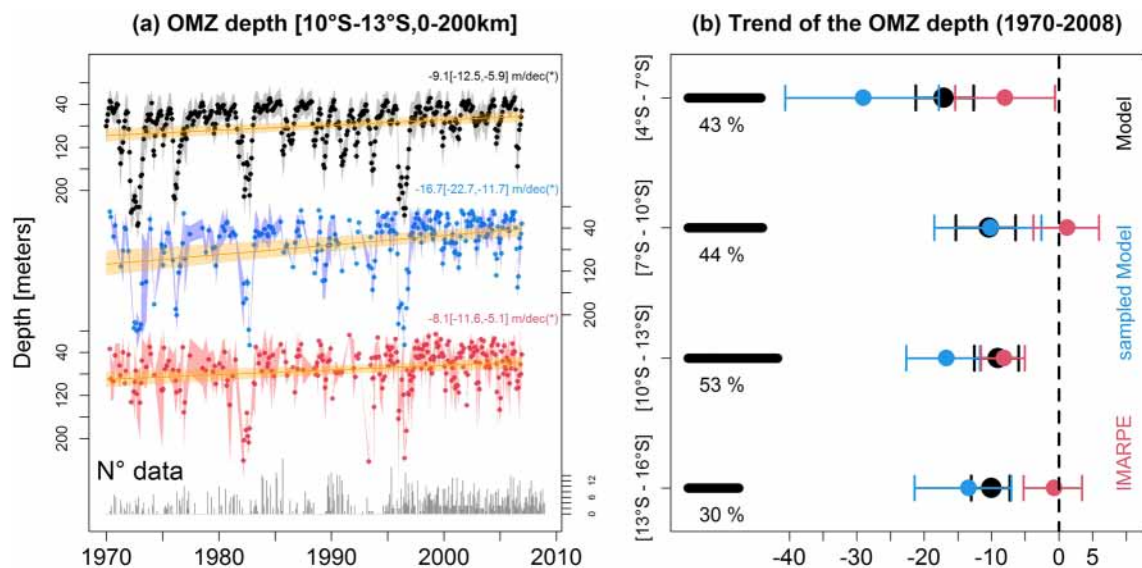 (a) OMZ depth [10°S-13°S,0-200km]
Depth [meters]
-9.1[-12.5,-5.9] m/dec(*)
40
120
200
-16.7[-22.7,-11.7] m/dec(*)
40
120
200
-8.1[-11.6,-5.1] m/dec(*)
40
120
200
N° data
12
6
0
1970 1980 1990 2000 2010
(b) Trend of the OMZ depth (1970-2008)
[4°S - 7°S]
43 %
[7°S - 10°S]
44 %
[10°S - 13°S]
53 %
[13°S - 16°S]
30 %
Model
sampled Model
IMARPE
-40 -30 -20 -10 0 5